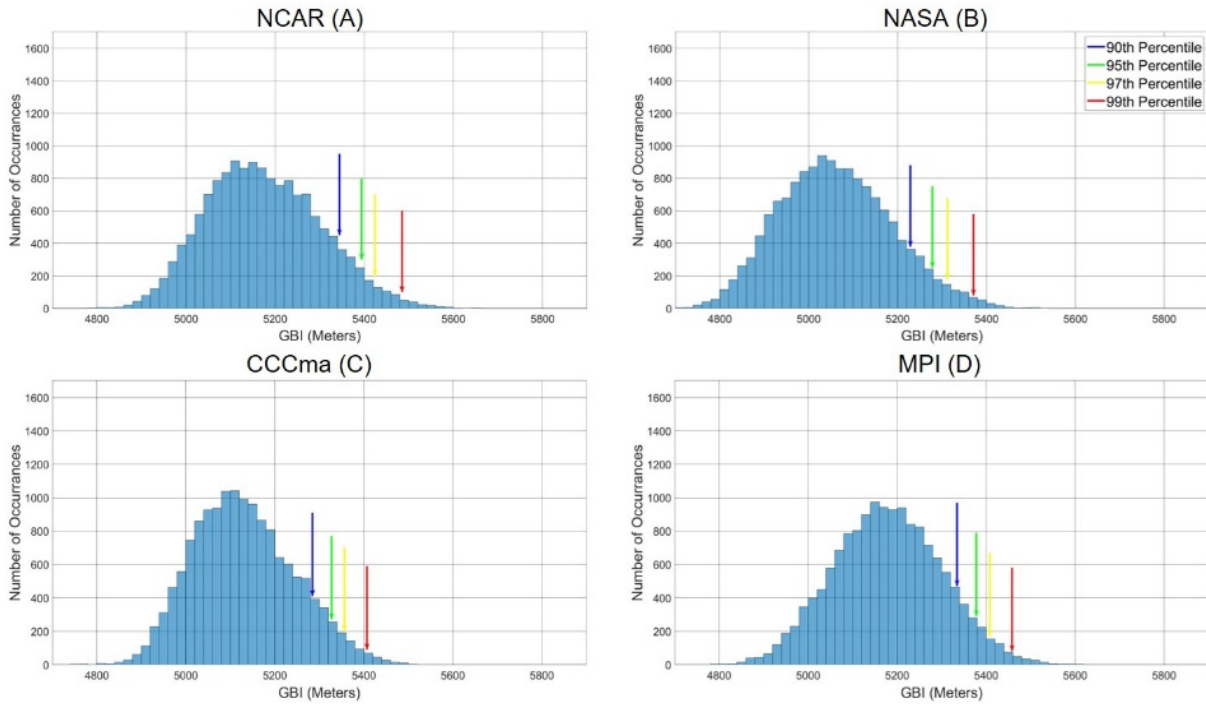 NCAR (A)
1600
1400
1200
1000
800
600
400
200
0
Number of Occurrances
4800 5000 5200 5400 5600 5800
GBI (Meters)
NASA (B)
1600
1400
1200
1000
800
600
400
200
0
Number of Occurrances
90th Percentile
95th Percentile
97th Percentile
99th Percentile
4800 5000 5200 5400 5600 5800
GBI (Meters)
CCCma (C)
1600
1400
1200
1000
800
600
400
200
0
Number of Occurrances
4800 5000 5200 5400 5600 5800
GBI (Meters)
MPI (D)
1600
1400
1200
1000
800
600
400
200
0
Number of Occurrances
4800 5000 5200 5400 5600 5800
GBI (Meters)